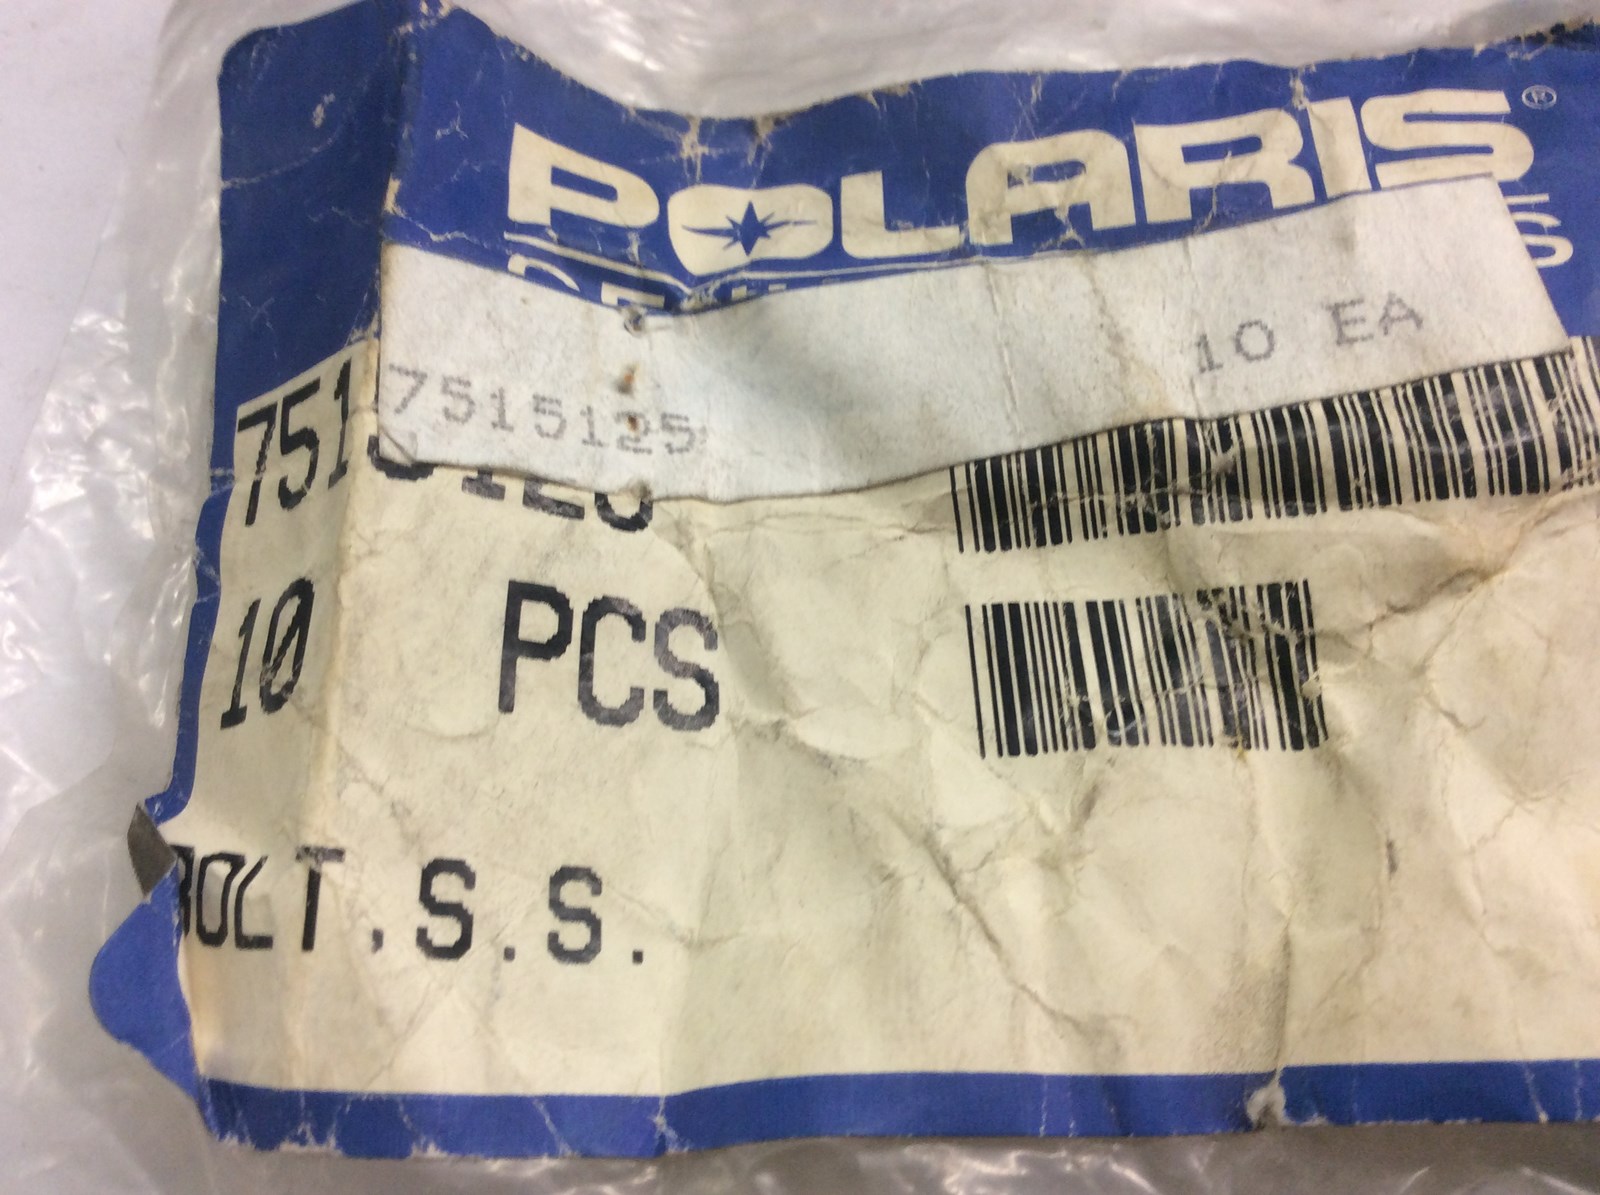 POLARIS®
7515125 10 EA
10 PCS
BOLT.S.S.